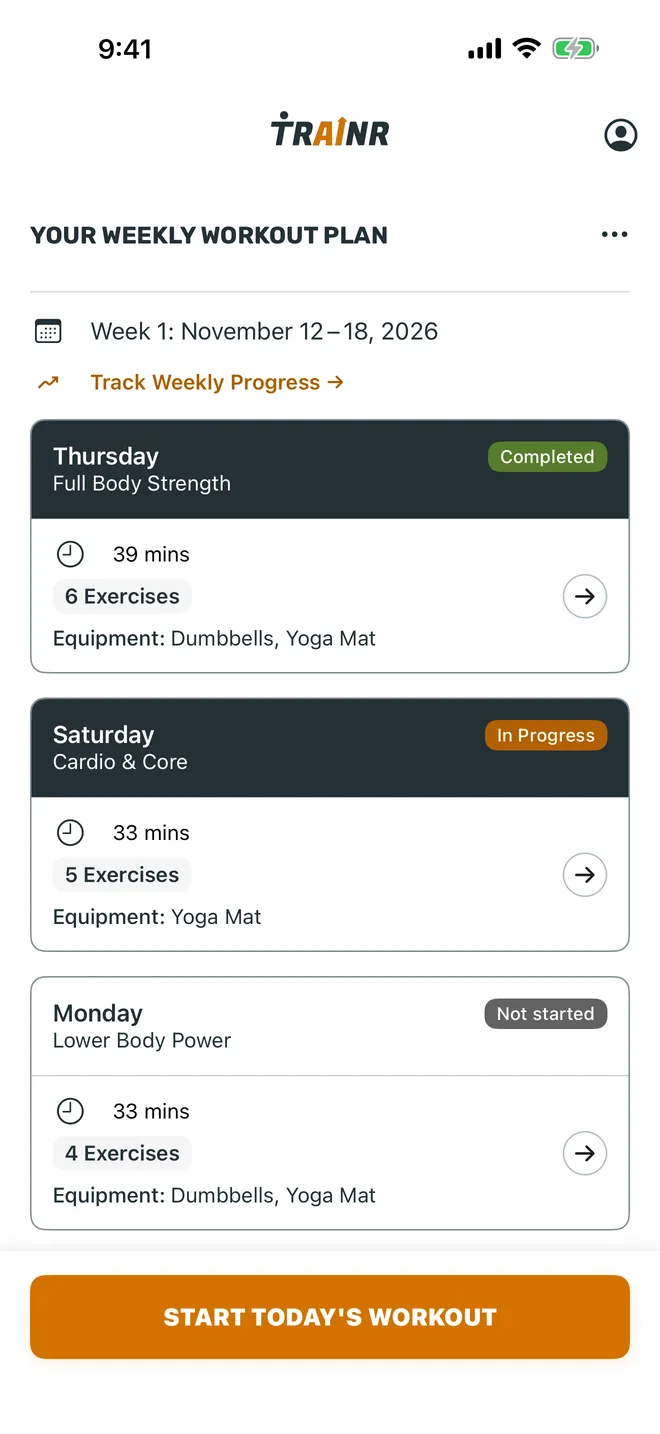 9:41
TRAINR
YOUR WEEKLY WORKOUT PLAN
Week 1: November 12–18, 2026
Track Weekly Progress →
Thursday
Completed
Full Body Strength
39 mins
6 Exercises
Equipment: Dumbbells, Yoga Mat
Saturday
In Progress
Cardio & Core
33 mins
5 Exercises
Equipment: Yoga Mat
Monday
Not started
Lower Body Power
33 mins
4 Exercises
Equipment: Dumbbells, Yoga Mat
START TODAY'S WORKOUT